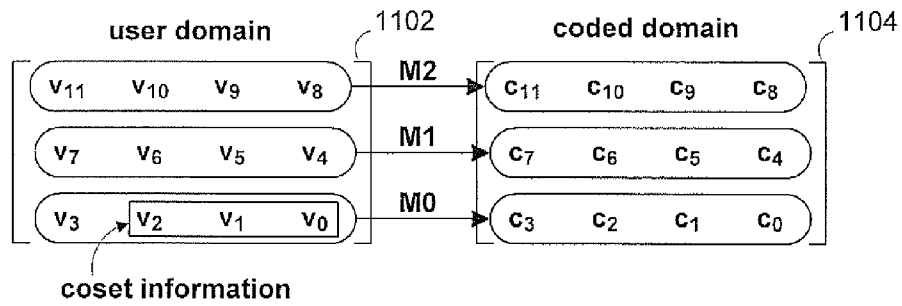 user domain 1102 coded domain 1104
v11 v10 v9 v8 M2 c11 c10 c9 c8
v7 v6 v5 v4 M1 c7 c6 c5 c4
v3 v2 v1 v0 M0 c3 c2 c1 c0
coset information